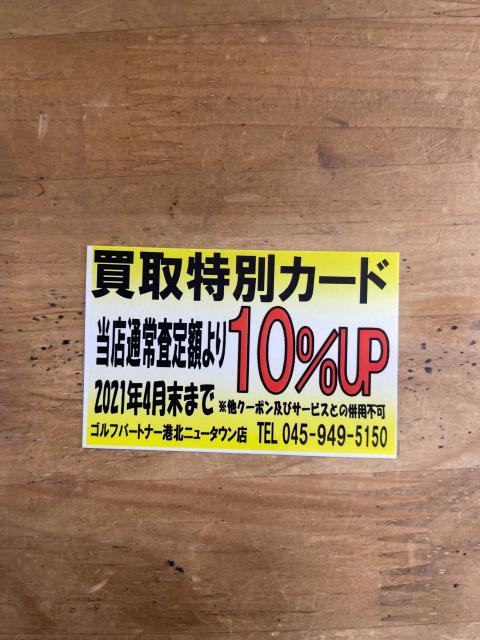 買取特別カード
当店通常査定額より10%UP
2021年4月末まで ※他クーポン及びサービスとの併用不可
ゴルフパートナー港北ニュータウン店 TEL 045-949-5150